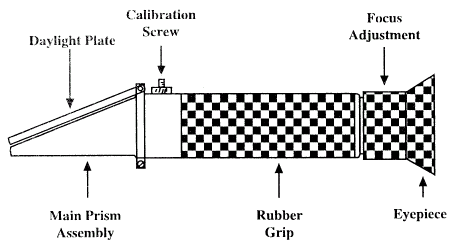 Calibration
Screw
Focus
Adjustment
Daylight Plate
Main Prism
Assembly
Rubber
Grip
Eyepiece